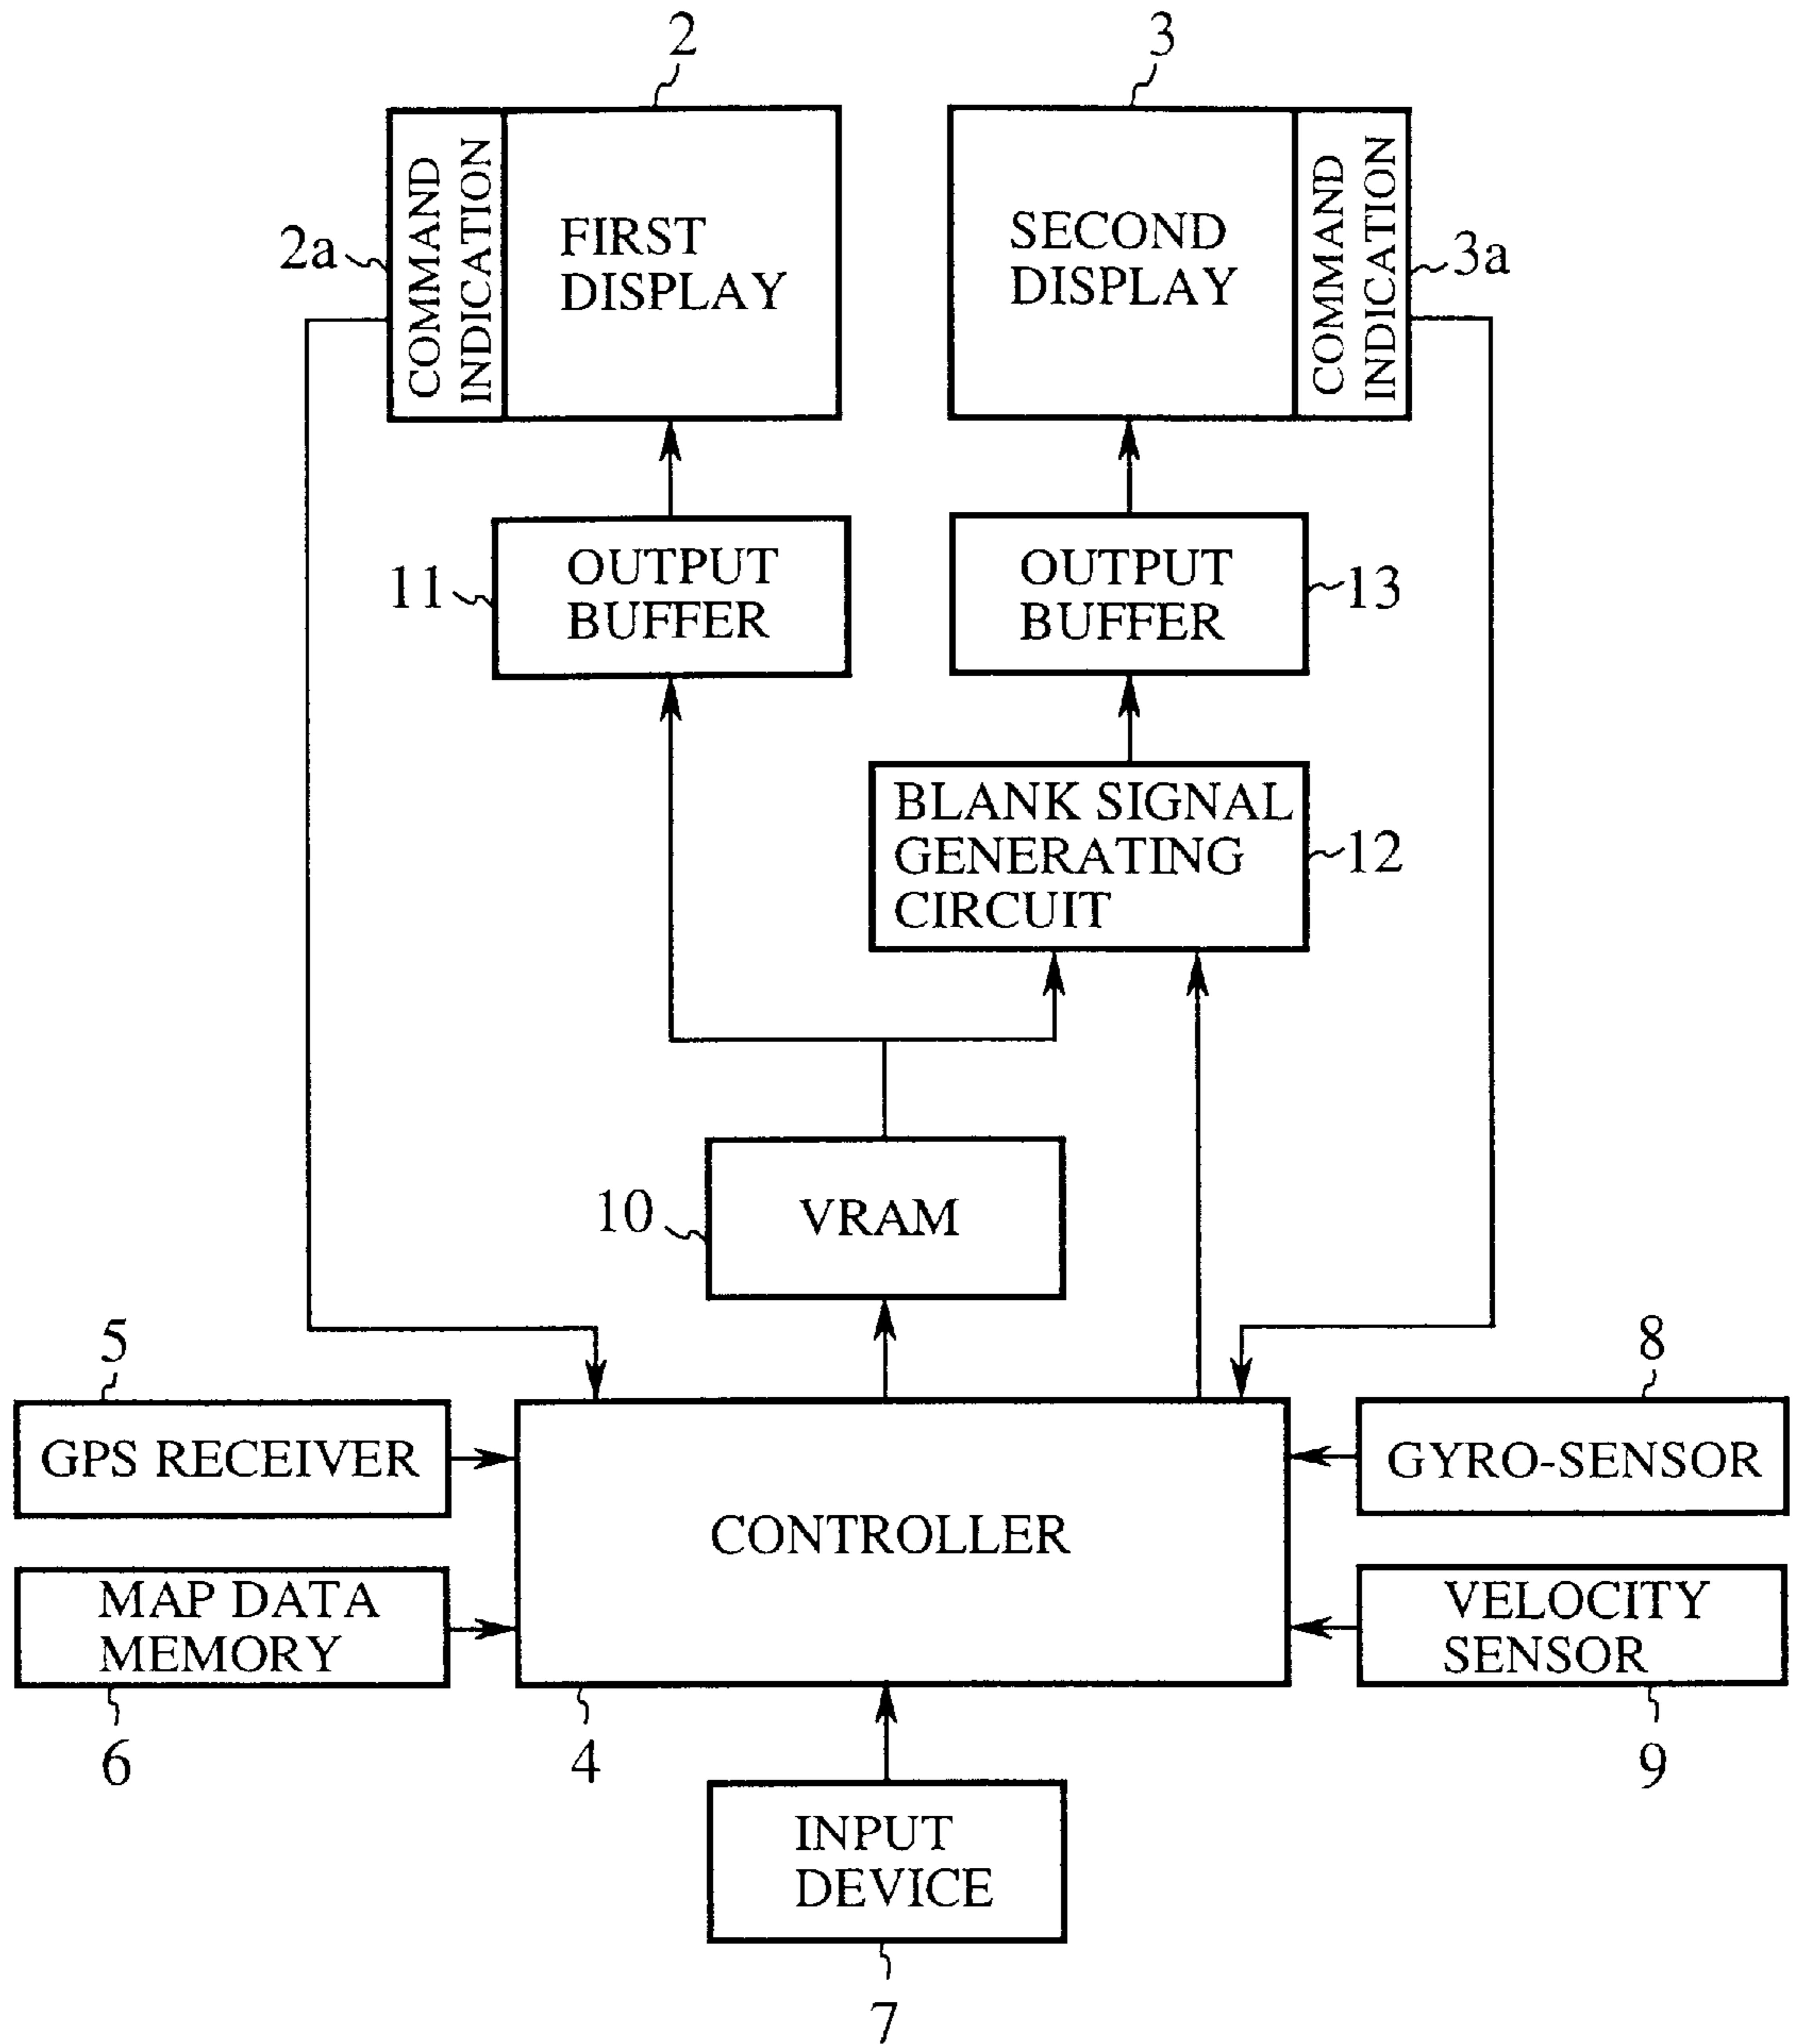 2
3
COMMAND
INDICATION
FIRST
DISPLAY
2a
SECOND
DISPLAY
COMMAND
INDICATION
3a
OUTPUT
BUFFER
11
OUTPUT
BUFFER
13
BLANK SIGNAL
GENERATING
CIRCUIT
12
VRAM
10
5
GPS RECEIVER
8
GYRO-SENSOR
CONTROLLER
4
MAP DATA
MEMORY
6
VELOCITY
SENSOR
9
INPUT
DEVICE
7